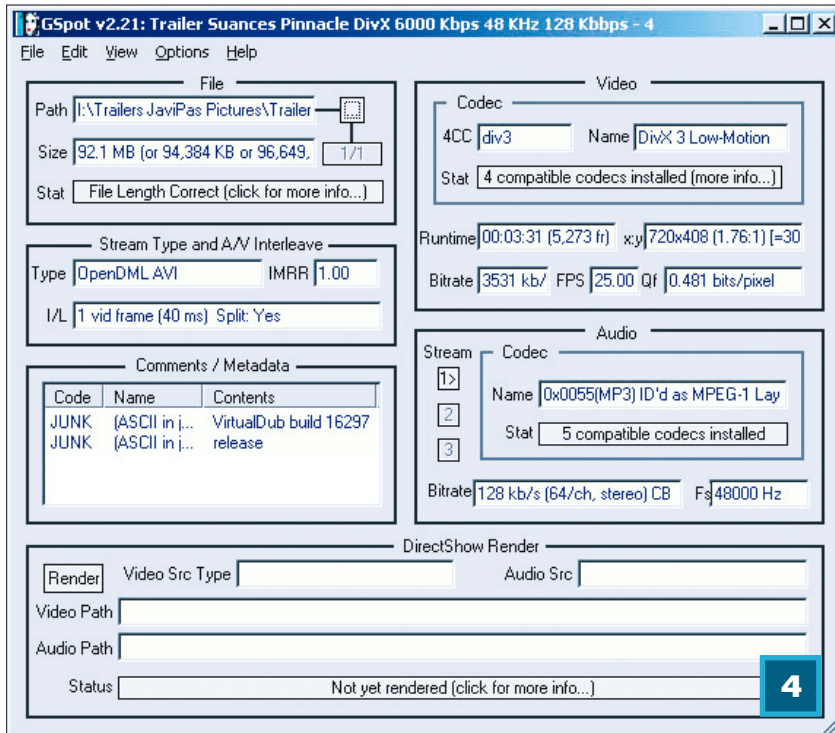 GSpot v2.21: Trailer Suances Pinnacle DivX 6000 Kbps 48 KHz 128 Kbbps - 4
File Edit View Options Help
File
Path I:\Trailers JaviPas Pictures\Trailer
Size 92.1 MB (or 94,384 KB or 96,649, 1/1
Stat File Length Correct (click for more info...)
Stream Type and A/V Interleave
Type OpenDML AVI IMRR 1.00
I/L 1 vid frame (40 ms) Split: Yes
Comments / Metadata
Code Name Contents
JUNK (ASCII in j... VirtualDub build 16297
JUNK (ASCII in j... release
Video
Codec
4CC div3 Name DivX 3 Low-Motion
Stat 4 compatible codecs installed (more info...)
Runtime 00:03:31 (5,273 fr) x:y 720x408 (1.76:1) [=30
Bitrate 3531 kb/ FPS 25.00 Qf 0.481 bits/pixel
Audio
Stream Codec
1>
2
3
Name 0x0055(MP3) ID'd as MPEG-1 Lay
Stat 5 compatible codecs installed
Bitrate 128 kb/s (64/ch, stereo) CB Fs 48000 Hz
DirectShow Render
Render Video Src Type Audio Src
Video Path
Audio Path
Status Not yet rendered (click for more info...)
4